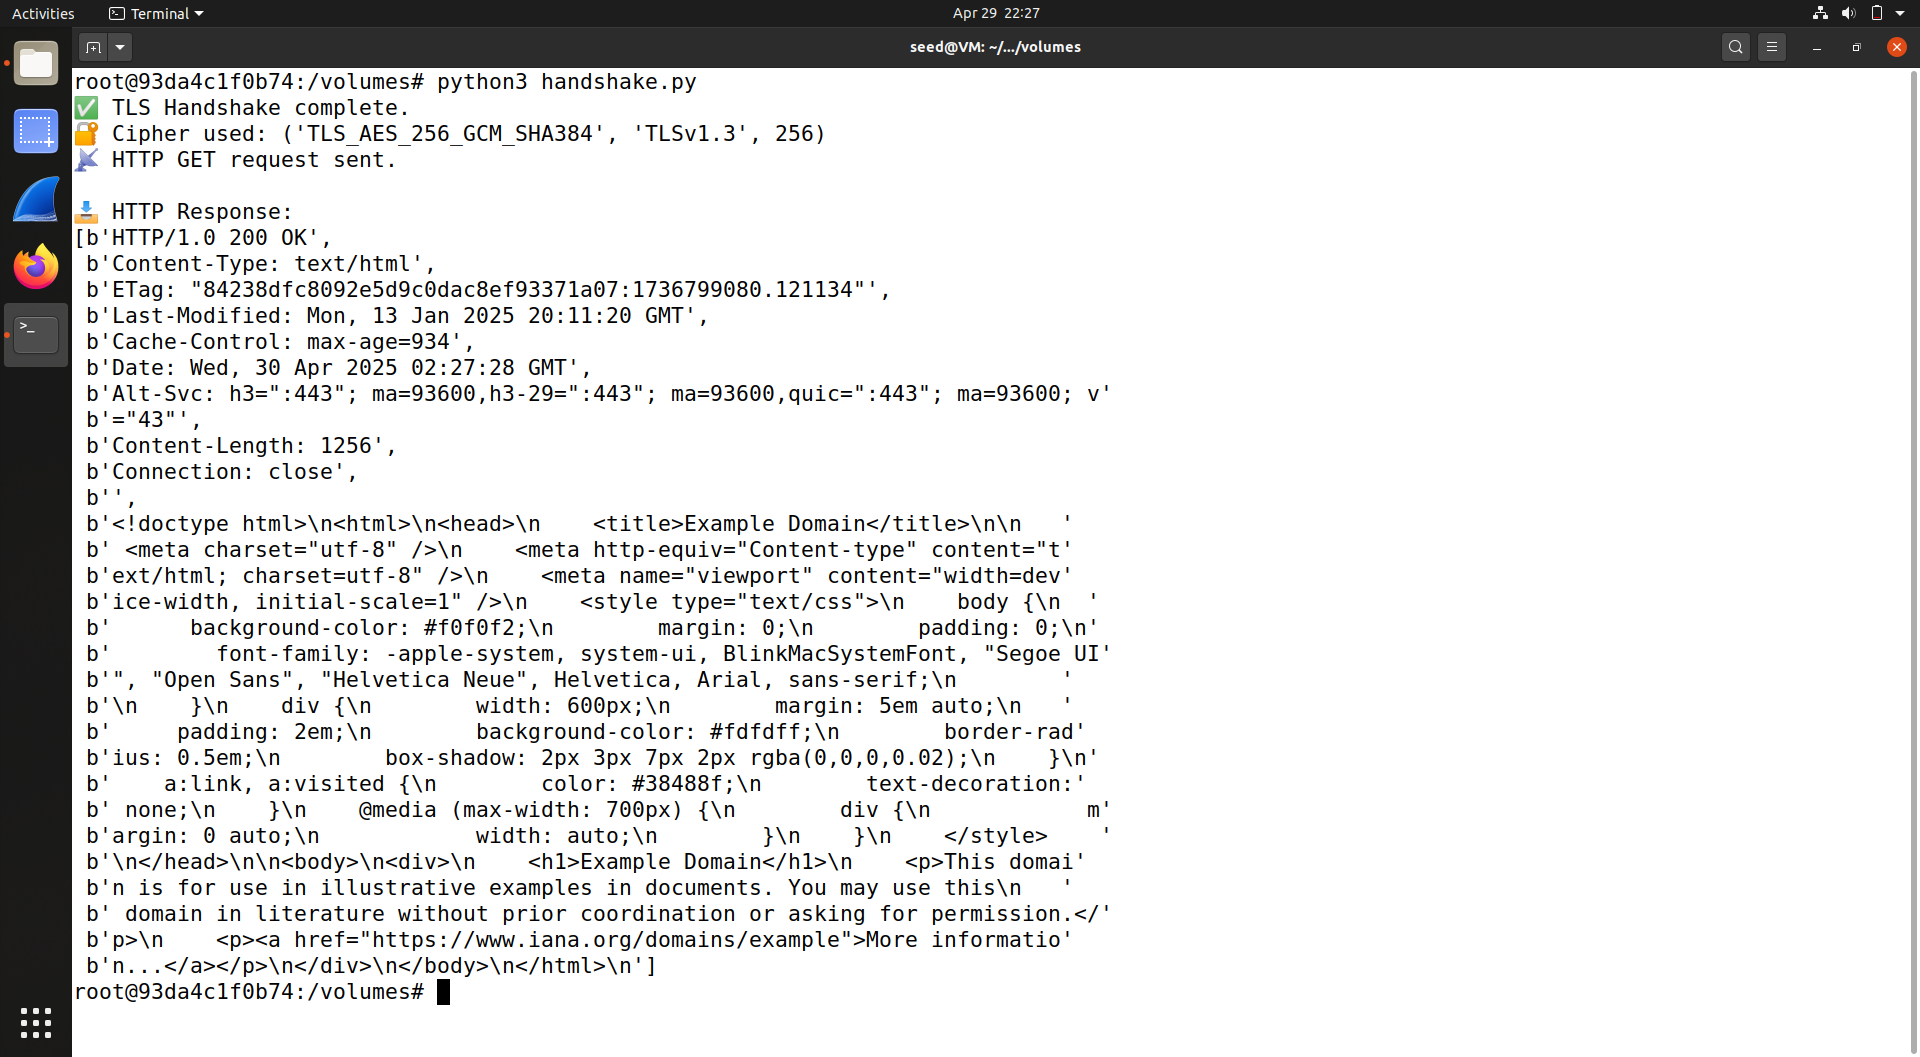 Activities Terminal Apr 29 22:27
seed@VM: ~/.../volumes
root@93da4c1f0b74:/volumes# python3 handshake.py
✅ TLS Handshake complete.
🔐 Cipher used: ('TLS_AES_256_GCM_SHA384', 'TLSv1.3', 256)
📡 HTTP GET request sent.

📥 HTTP Response:
[b'HTTP/1.0 200 OK',
 b'Content-Type: text/html',
 b'ETag: "84238dfc8092e5d9c0dac8ef93371a07:1736799080.121134"',
 b'Last-Modified: Mon, 13 Jan 2025 20:11:20 GMT',
 b'Cache-Control: max-age=934',
 b'Date: Wed, 30 Apr 2025 02:27:28 GMT',
 b'Alt-Svc: h3=":443"; ma=93600,h3-29=":443"; ma=93600,quic=":443"; ma=93600; v'
 b'="43"',
 b'Content-Length: 1256',
 b'Connection: close',
 b'',
 b'<!doctype html>\n<html>\n<head>\n    <title>Example Domain</title>\n\n   '
 b' <meta charset="utf-8" />\n    <meta http-equiv="Content-type" content="t'
 b'ext/html; charset=utf-8" />\n    <meta name="viewport" content="width=dev'
 b'ice-width, initial-scale=1" />\n    <style type="text/css">\n    body {\n  '
 b'      background-color: #f0f0f2;\n        margin: 0;\n        padding: 0;\n'
 b'        font-family: -apple-system, system-ui, BlinkMacSystemFont, "Segoe UI'
 b'", "Open Sans", "Helvetica Neue", Helvetica, Arial, sans-serif;\n        '
 b'\n    }\n    div {\n        width: 600px;\n        margin: 5em auto;\n   '
 b'     padding: 2em;\n        background-color: #fdfdff;\n        border-rad'
 b'ius: 0.5em;\n        box-shadow: 2px 3px 7px 2px rgba(0,0,0,0.02);\n    }\n'
 b'    a:link, a:visited {\n        color: #38488f;\n        text-decoration:'
 b' none;\n    }\n    @media (max-width: 700px) {\n        div {\n            m'
 b'argin: 0 auto;\n            width: auto;\n        }\n    }\n    </style>    '
 b'\n</head>\n\n<body>\n<div>\n    <h1>Example Domain</h1>\n    <p>This domai'
 b'n is for use in illustrative examples in documents. You may use this\n   '
 b' domain in literature without prior coordination or asking for permission.</'
 b'p>\n    <p><a href="https://www.iana.org/domains/example">More informatio'
 b'n...</a></p>\n</div>\n</body>\n</html>\n']
root@93da4c1f0b74:/volumes#